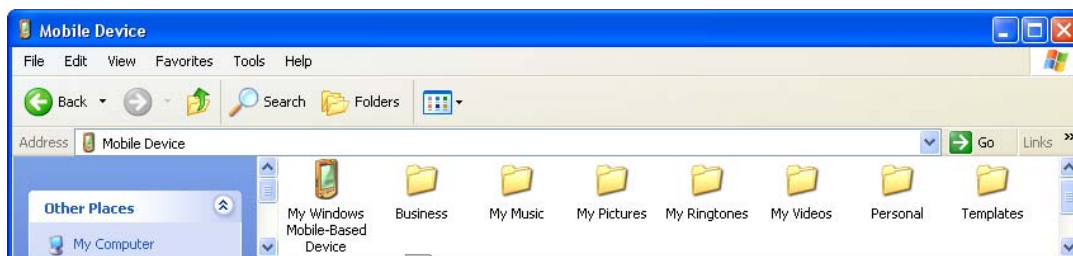 Mobile Device
File Edit View Favorites Tools Help
Back Search Folders
Address Mobile Device Go Links »
Other Places
My Computer
My Windows Mobile-Based Device
Business
My Music
My Pictures
My Ringtones
My Videos
Personal
Templates